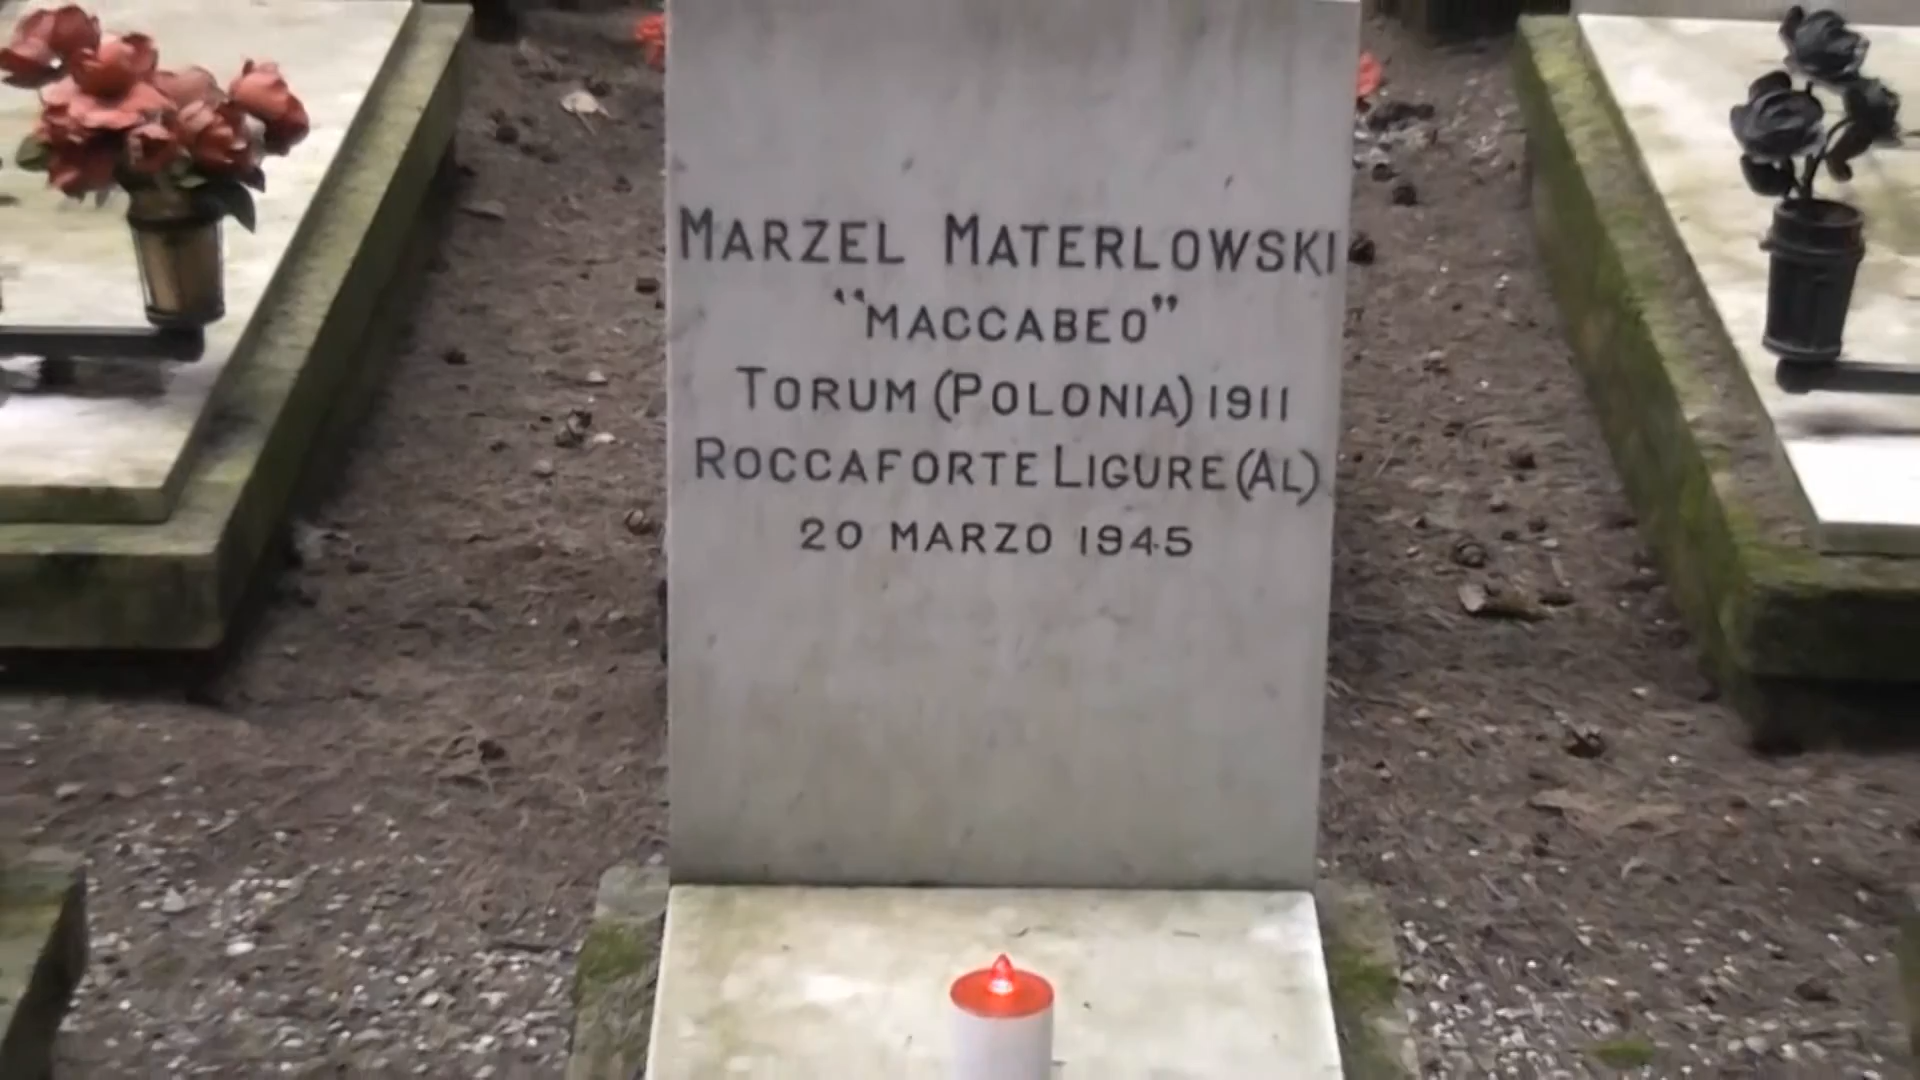 MARZEL MATERLOWSKI
“MACCABEO”
TORUM (POLONIA) 1911
ROCCAFORTE LIGURE (AL)
20 MARZO 1945